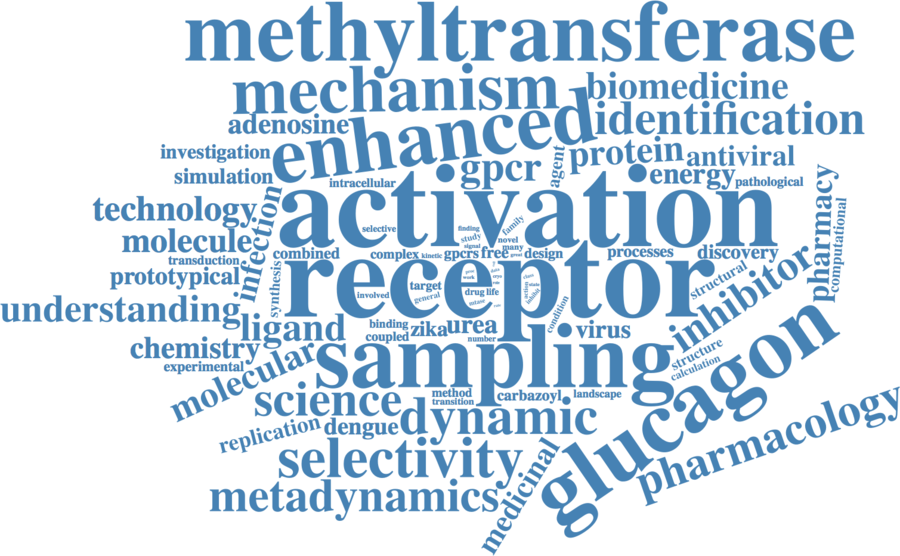 methyltransferase
mechanism
biomedicine
adenosine
enhanced
identification
investigation
gpcr
agent
protein
antiviral
simulation
intracellular
energy
pathological
technology
infection
activation
pharmacy
computational
molecule
selective
finding
study
signal
family
novel
many
transduction
combined
complex
kinetic
gpcrs
free
design
processes
discovery
prototypical
synthesis
receptor
structural
involved
target
general
drug
life
work
action
condition
understanding
ligand
binding
coupled
zika
urea
number
virus
inhibitor
chemistry
experimental
molecular
sampling
structure
calculation
science
method
transition
carbazoyl
landscape
glucagon
replication
dengue
dynamic
selectivity
medicinal
pharmacology
metadynamics